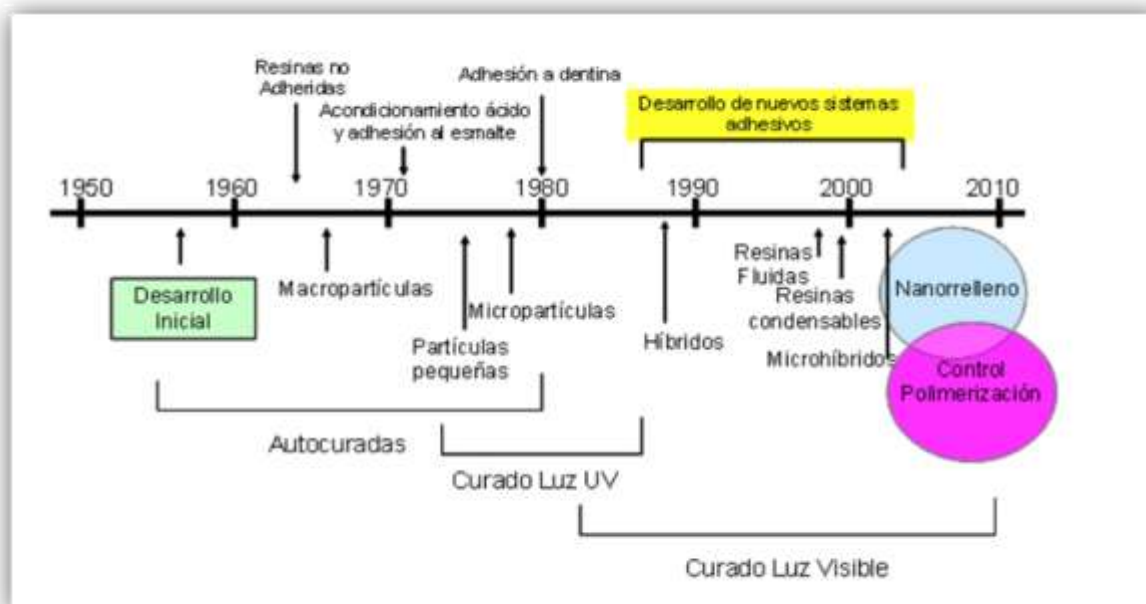 Resinas no
Adheridas
Acondicionamiento ácido
y adhesión al esmalte
Adhesión a dentina
Desarrollo de nuevos sistemas
adhesivos
1950
1960
1970
1980
1990
2000
2010
Desarrollo
Inicial
Macropartículas
Partículas
pequeñas
Micropartículas
Híbridos
Resinas
Fluidas
Resinas
condensables
Microhíbridos
Nanorrelleno
Control
Polimerización
Autocuradas
Curado Luz UV
Curado Luz Visible